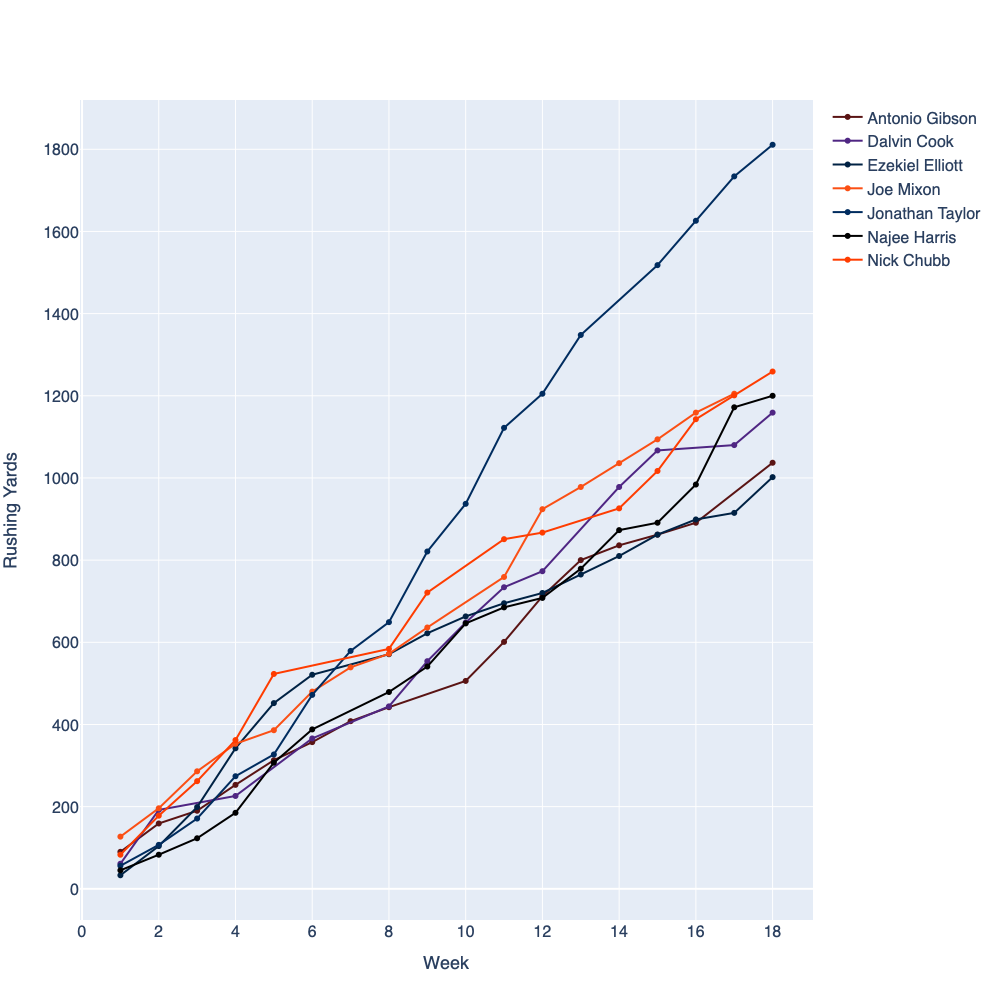 Antonio Gibson
Dalvin Cook
Ezekiel Elliott
Joe Mixon
Jonathan Taylor
Najee Harris
Nick Chubb
1800
1600
1400
1200
1000
800
600
400
200
0
Rushing Yards
0 2 4 6 8 10 12 14 16 18
Week